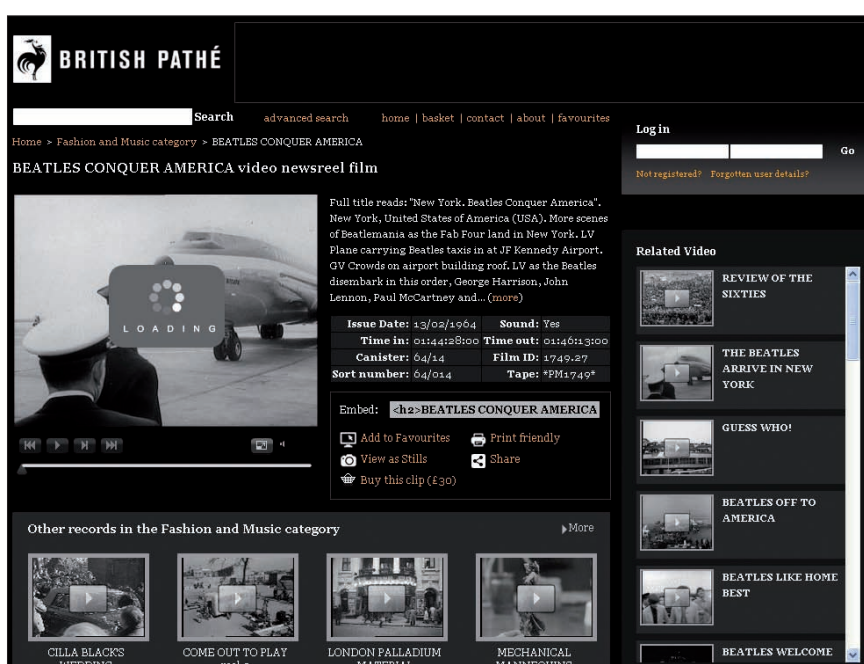 BRITISH PATHÉ
Search
advanced search
home | basket | contact | about | favourites
Home > Fashion and Music category > BEATLES CONQUER AMERICA
BEATLES CONQUER AMERICA video newsreel film
LOADING
Full title reads: "New York. Beatles Conquer America".
New York, United States of America (USA). More scenes
of Beatlemania as the Fab Four land in New York. LV
Plane carrying Beatles taxis in at JF Kennedy Airport.
GV Crowds on airport building roof. LV as the Beatles
disembark in this order, George Harrison, John
Lennon, Paul McCartney and... (more)
Issue Date: 13/02/1964 Sound: Yes
Time in: 01:44:28:00 Time out: 01:46:13:00
Canister: 64/14 Film ID: 1749.27
Sort number: 64/014 Tape: *PM1749*
Embed: <h2>BEATLES CONQUER AMERICA
Add to Favourites Print friendly
View as Stills Share
Buy this clip (£30)
Other records in the Fashion and Music category
More
CILLA BLACK'S
WEDDING
COME OUT TO PLAY
reel 2
LONDON PALLADIUM
MATERIAL
MECHANICAL
MANNEQUINS
Log in
Go
Not registered? Forgotten user details?
Related Video
REVIEW OF THE
SIXTIES
THE BEATLES
ARRIVE IN NEW
YORK
GUESS WHO!
BEATLES OFF TO
AMERICA
BEATLES LIKE HOME
BEST
BEATLES WELCOME